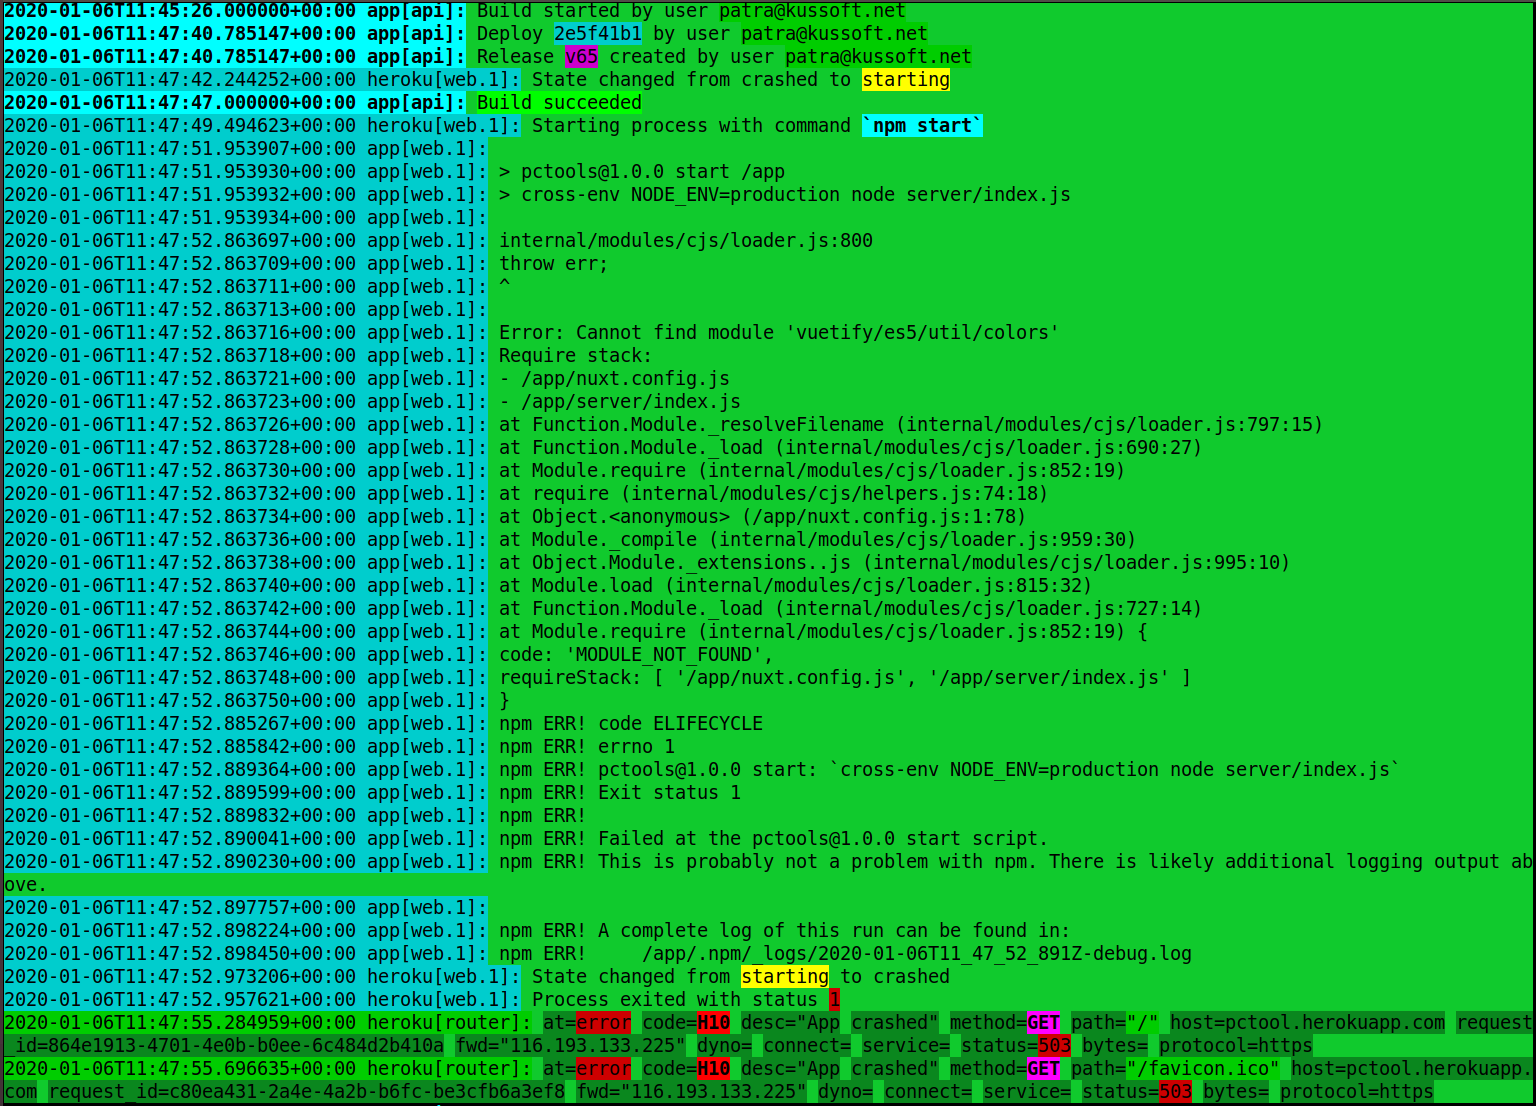 2020-01-06T11:45:26.000000+00:00 app[api]: Build started by user patra@kussoft.net
2020-01-06T11:47:40.785147+00:00 app[api]: Deploy 2e5f41b1 by user patra@kussoft.net
2020-01-06T11:47:40.785147+00:00 app[api]: Release v65 created by user patra@kussoft.net
2020-01-06T11:47:42.244252+00:00 heroku[web.1]: State changed from crashed to starting
2020-01-06T11:47:47.000000+00:00 app[api]: Build succeeded
2020-01-06T11:47:49.494623+00:00 heroku[web.1]: Starting process with command `npm start`
2020-01-06T11:47:51.953907+00:00 app[web.1]:
2020-01-06T11:47:51.953930+00:00 app[web.1]: > pctools@1.0.0 start /app
2020-01-06T11:47:51.953932+00:00 app[web.1]: > cross-env NODE_ENV=production node server/index.js
2020-01-06T11:47:51.953934+00:00 app[web.1]:
2020-01-06T11:47:52.863697+00:00 app[web.1]: internal/modules/cjs/loader.js:800
2020-01-06T11:47:52.863709+00:00 app[web.1]: throw err;
2020-01-06T11:47:52.863711+00:00 app[web.1]: ^
2020-01-06T11:47:52.863713+00:00 app[web.1]:
2020-01-06T11:47:52.863716+00:00 app[web.1]: Error: Cannot find module 'vuetify/es5/util/colors'
2020-01-06T11:47:52.863718+00:00 app[web.1]: Require stack:
2020-01-06T11:47:52.863721+00:00 app[web.1]: - /app/nuxt.config.js
2020-01-06T11:47:52.863723+00:00 app[web.1]: - /app/server/index.js
2020-01-06T11:47:52.863726+00:00 app[web.1]: at Function.Module._resolveFilename (internal/modules/cjs/loader.js:797:15)
2020-01-06T11:47:52.863728+00:00 app[web.1]: at Function.Module._load (internal/modules/cjs/loader.js:690:27)
2020-01-06T11:47:52.863730+00:00 app[web.1]: at Module.require (internal/modules/cjs/loader.js:852:19)
2020-01-06T11:47:52.863732+00:00 app[web.1]: at require (internal/modules/cjs/helpers.js:74:18)
2020-01-06T11:47:52.863734+00:00 app[web.1]: at Object.<anonymous> (/app/nuxt.config.js:1:78)
2020-01-06T11:47:52.863736+00:00 app[web.1]: at Module._compile (internal/modules/cjs/loader.js:959:30)
2020-01-06T11:47:52.863738+00:00 app[web.1]: at Object.Module._extensions..js (internal/modules/cjs/loader.js:995:10)
2020-01-06T11:47:52.863740+00:00 app[web.1]: at Module.load (internal/modules/cjs/loader.js:815:32)
2020-01-06T11:47:52.863742+00:00 app[web.1]: at Function.Module._load (internal/modules/cjs/loader.js:727:14)
2020-01-06T11:47:52.863744+00:00 app[web.1]: at Module.require (internal/modules/cjs/loader.js:852:19) {
2020-01-06T11:47:52.863746+00:00 app[web.1]: code: 'MODULE_NOT_FOUND',
2020-01-06T11:47:52.863748+00:00 app[web.1]: requireStack: [ '/app/nuxt.config.js', '/app/server/index.js' ]
2020-01-06T11:47:52.863750+00:00 app[web.1]: }
2020-01-06T11:47:52.885267+00:00 app[web.1]: npm ERR! code ELIFECYCLE
2020-01-06T11:47:52.885842+00:00 app[web.1]: npm ERR! errno 1
2020-01-06T11:47:52.889364+00:00 app[web.1]: npm ERR! pctools@1.0.0 start: `cross-env NODE_ENV=production node server/index.js`
2020-01-06T11:47:52.889599+00:00 app[web.1]: npm ERR! Exit status 1
2020-01-06T11:47:52.889832+00:00 app[web.1]: npm ERR!
2020-01-06T11:47:52.890041+00:00 app[web.1]: npm ERR! Failed at the pctools@1.0.0 start script.
2020-01-06T11:47:52.890230+00:00 app[web.1]: npm ERR! This is probably not a problem with npm. There is likely additional logging output ab
ove.
2020-01-06T11:47:52.897757+00:00 app[web.1]:
2020-01-06T11:47:52.898224+00:00 app[web.1]: npm ERR! A complete log of this run can be found in:
2020-01-06T11:47:52.898450+00:00 app[web.1]: npm ERR!     /app/.npm/_logs/2020-01-06T11_47_52_891Z-debug.log
2020-01-06T11:47:52.973206+00:00 heroku[web.1]: State changed from starting to crashed
2020-01-06T11:47:52.957621+00:00 heroku[web.1]: Process exited with status 1
2020-01-06T11:47:55.284959+00:00 heroku[router]: at=error code=H10 desc="App crashed" method=GET path="/" host=pctool.herokuapp.com request
_id=864e1913-4701-4e0b-b0ee-6c484d2b410a fwd="116.193.133.225" dyno= connect= service= status=503 bytes= protocol=https
2020-01-06T11:47:55.696635+00:00 heroku[router]: at=error code=H10 desc="App crashed" method=GET path="/favicon.ico" host=pctool.herokuapp.
com request_id=c80ea431-2a4e-4a2b-b6fc-be3cfb6a3ef8 fwd="116.193.133.225" dyno= connect= service= status=503 bytes= protocol=https